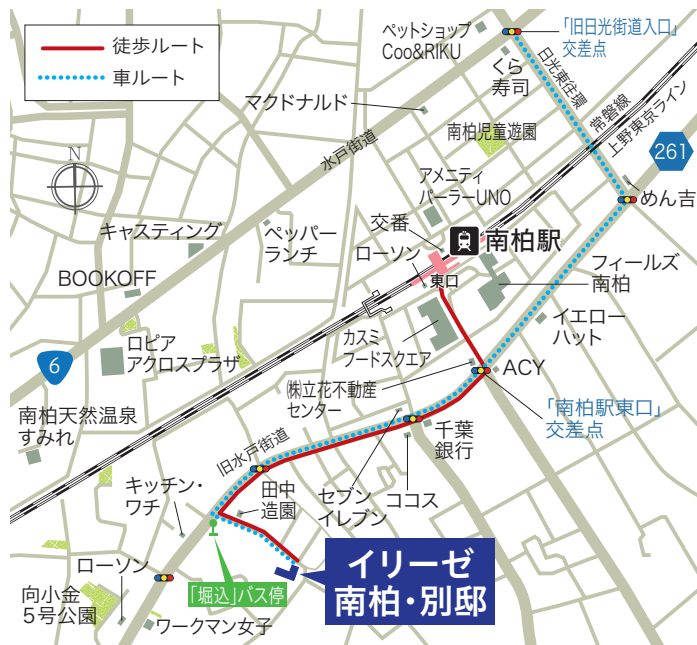 徒歩ルート
車ルート
ペットショップ
Coo&RIKU
「旧日光街道入口」
交差点
くら
寿司
日光東往環
マクドナルド
常磐線
上野東京ライン
南柏児童遊園
水戸街道
261
N
アメニティ
パーラーUNO
めん吉
キャスティング
ペッパー
ランチ
交番
南柏駅
ローソン
東口
BOOKOFF
フィールズ
南柏
イエロー
ハット
ロピア
アクロスプラザ
カスミ
フードスクエア
6
ACY
㈱立花不動産
センター
「南柏駅東口」
交差点
南柏天然温泉
すみれ
千葉
銀行
旧水戸街道
キッチン・
ワチ
田中
造園
セブン
イレブン
ココス
ローソン
「堀込」バス停
イリーゼ
南柏・別邸
向小金
5号公園
ワークマン女子